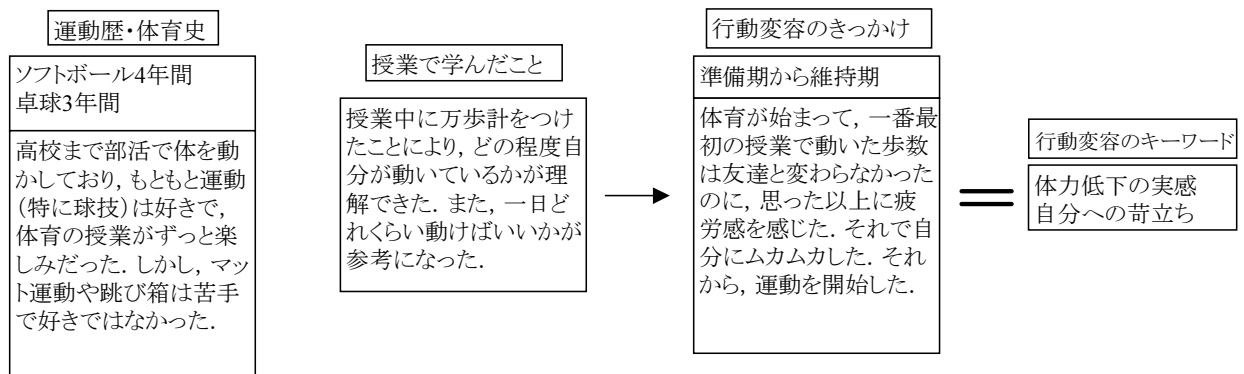 運動歴・体育史
ソフトボール4年間
卓球3年間
高校まで部活で体を動
かしており, もともと運動
(特に球技)は好きで,
体育の授業がずっと楽
しみだった. しかし, マッ
ト運動や跳び箱は苦手
で好きではなかった.
授業で学んだこと
授業中に万歩計をつけ
たことにより, どの程度自
分が動いているかが理
解できた. また, 一日ど
れくらい動けばいいかが
参考になった.
行動変容のきっかけ
準備期から維持期
体育が始まって, 一番最
初の授業で動いた歩数
は友達と変わらなかった
のに, 思った以上に疲
労感を感じた. それで自
分にムカムカした. それ
から, 運動を開始した.
行動変容のキーワード
体力低下の実感
自分への苛立ち